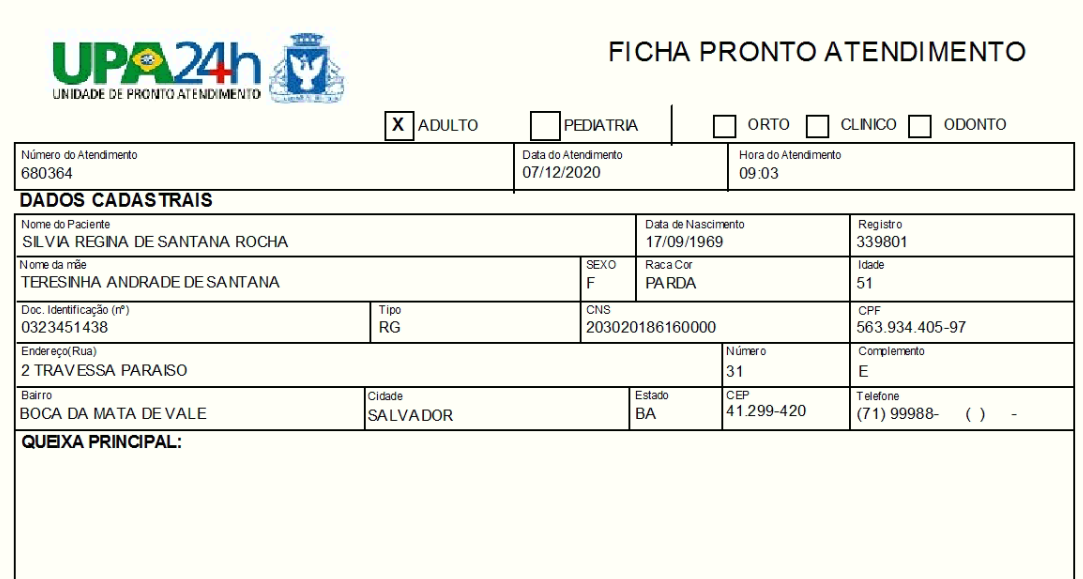 UPA24h
UNIDADE DE PRONTO ATENDIMENTO
FICHA PRONTO ATENDIMENTO
X ADULTO PEDIATRIA ORTO CLINICO ODONTO
Número do Atendimento Data do Atendimento Hora do Atendimento
680364 07/12/2020 09:03
DADOS CADASTRAIS
Nome do Paciente Data de Nascimento Registro
SILVIA REGINA DE SANTANA ROCHA 17/09/1969 339801
Nome da mãe SEXO Raca Cor Idade
TERESINHA ANDRADE DE SANTANA F PARDA 51
Doc. Identificação (nº) Tipo CNS CPF
0323451438 RG 203020186160000 563.934.405-97
Endereço(Rua) Número Complemento
2 TRAVESSA PARAISO 31 E
Bairro Cidade Estado CEP Telefone
BOCA DA MATA DE VALE SALVADOR BA 41.299-420 (71) 99988- ( ) -
QUEIXA PRINCIPAL: